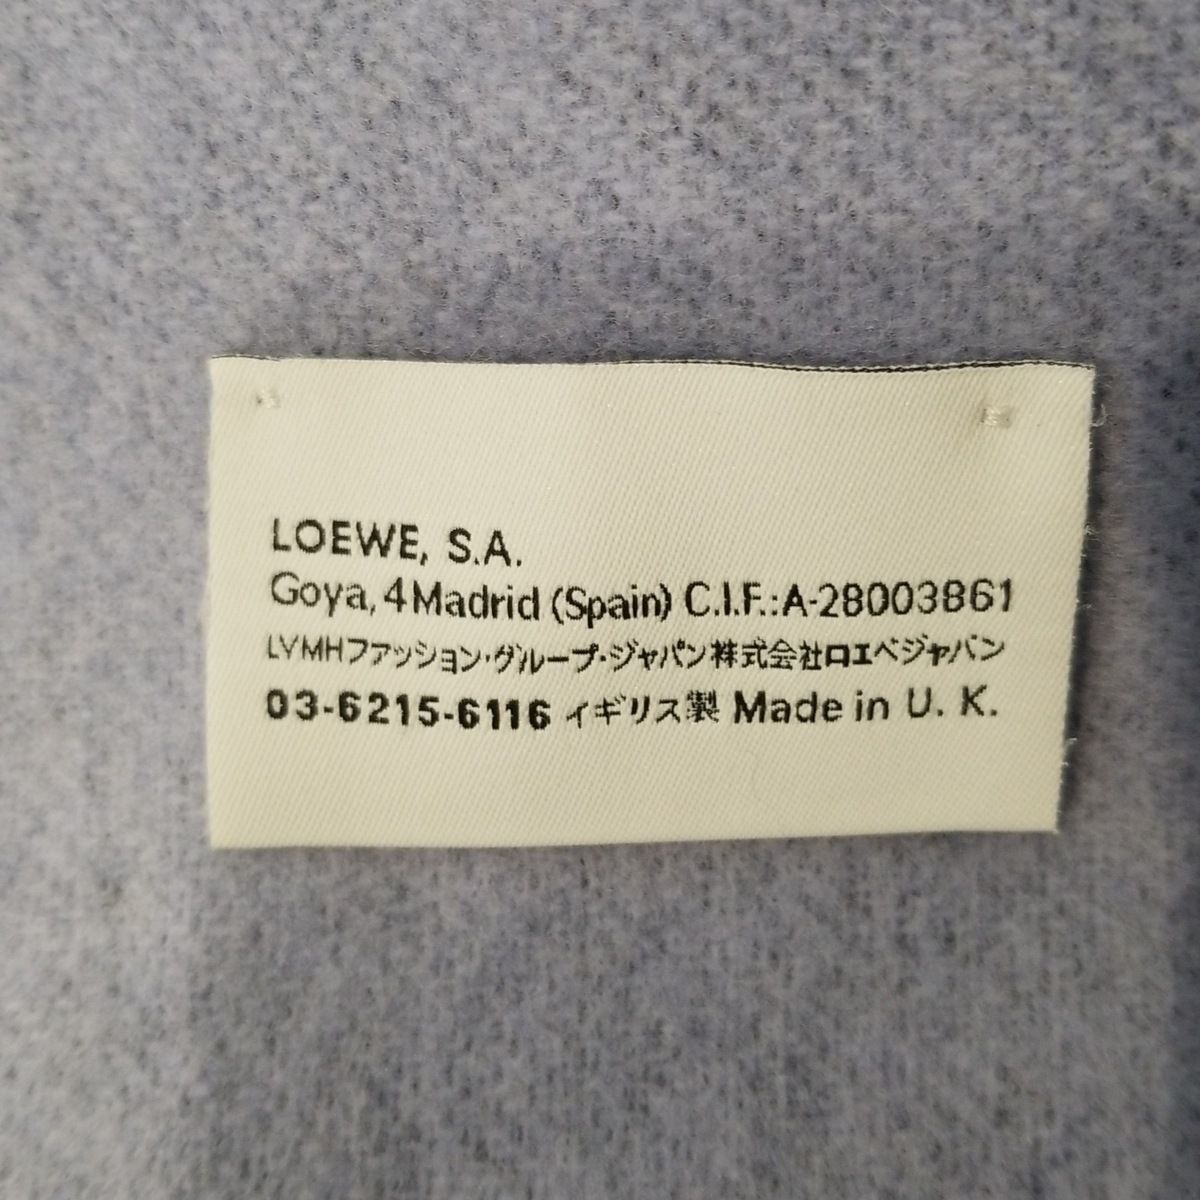 LOEWE, S.A.
Goya, 4 Madrid (Spain) C.I.F.:A-28003861
LVMHファッション・グループ・ジャパン株式会社ロエベジャパン
03-6215-6116 イギリス製 Made in U. K.